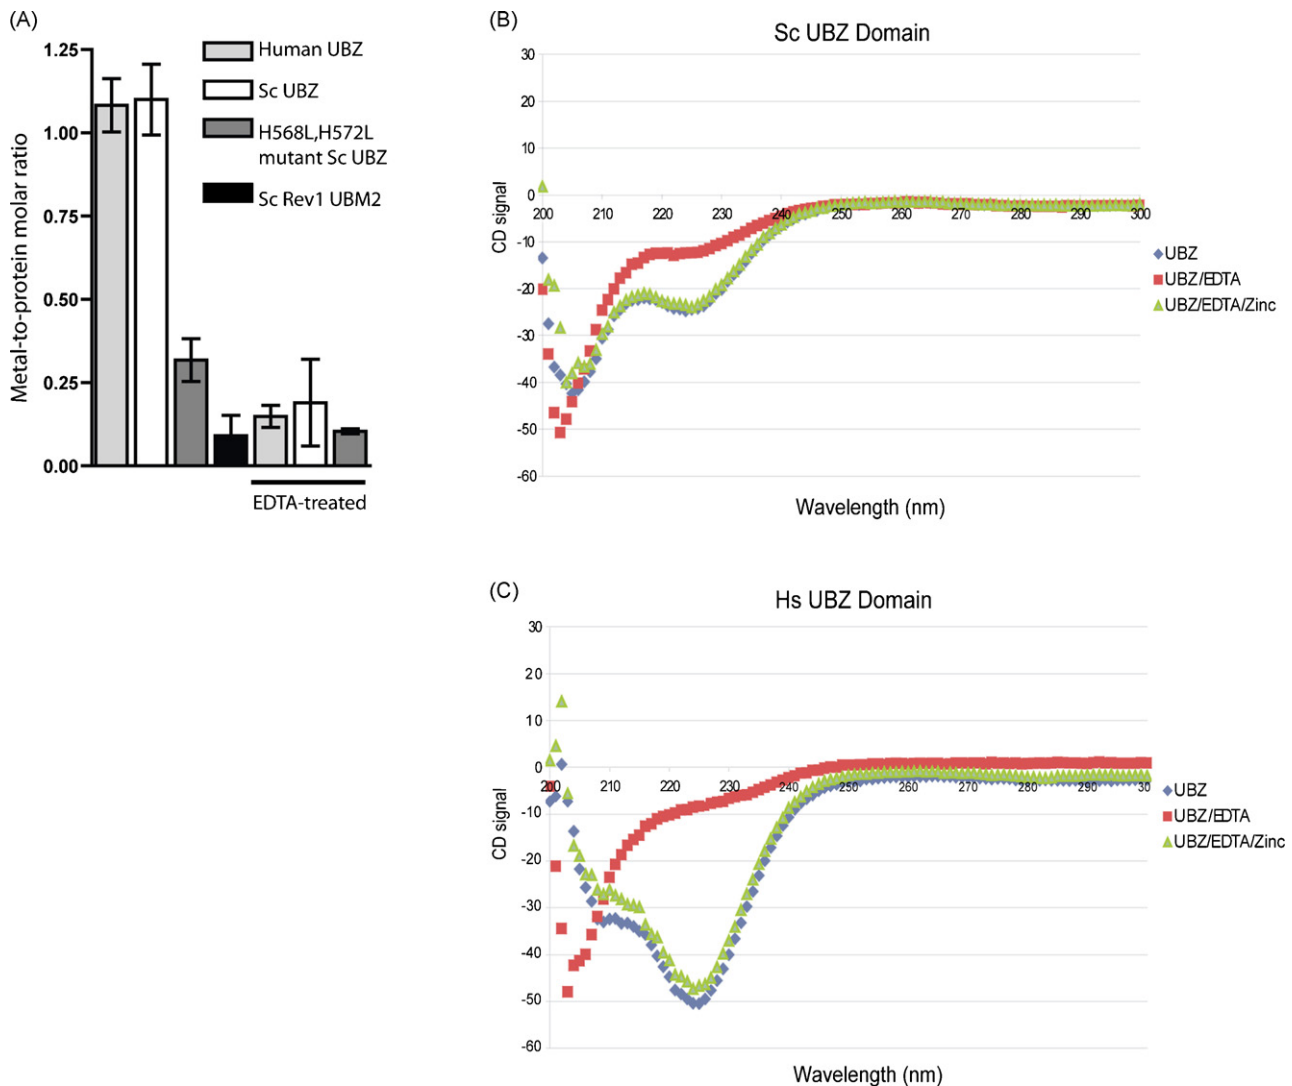 (A)
1.25
1.00
0.75
0.50
0.25
0.00
Metal-to-protein molar ratio
Human UBZ
Sc UBZ
H568L,H572L
mutant Sc UBZ
Sc Rev1 UBM2
EDTA-treated
(B)
Sc UBZ Domain
30
20
10
0
-10
-20
-30
-40
-50
-60
CD signal
200 210 220 230 240 250 260 270 280 290 300
Wavelength (nm)
UBZ
UBZ/EDTA
UBZ/EDTA/Zinc
(C)
Hs UBZ Domain
30
20
10
0
-10
-20
-30
-40
-50
-60
CD signal
200 210 220 230 240 250 260 270 280 290 300
Wavelength (nm)
UBZ
UBZ/EDTA
UBZ/EDTA/Zinc